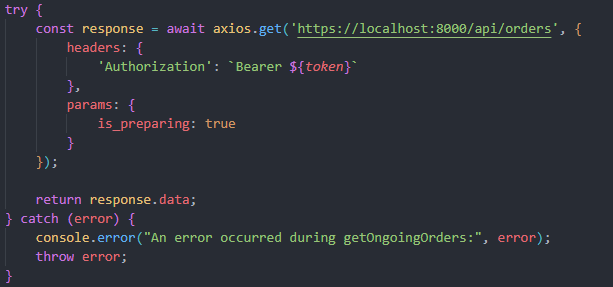 try {
    const response = await axios.get('https://localhost:8000/api/orders', {
        headers: {
            'Authorization': `Bearer ${token}`
        },
        params: {
            is_preparing: true
        }
    });

    return response.data;
} catch (error) {
    console.error("An error occurred during getOngoingOrders:", error);
    throw error;
}